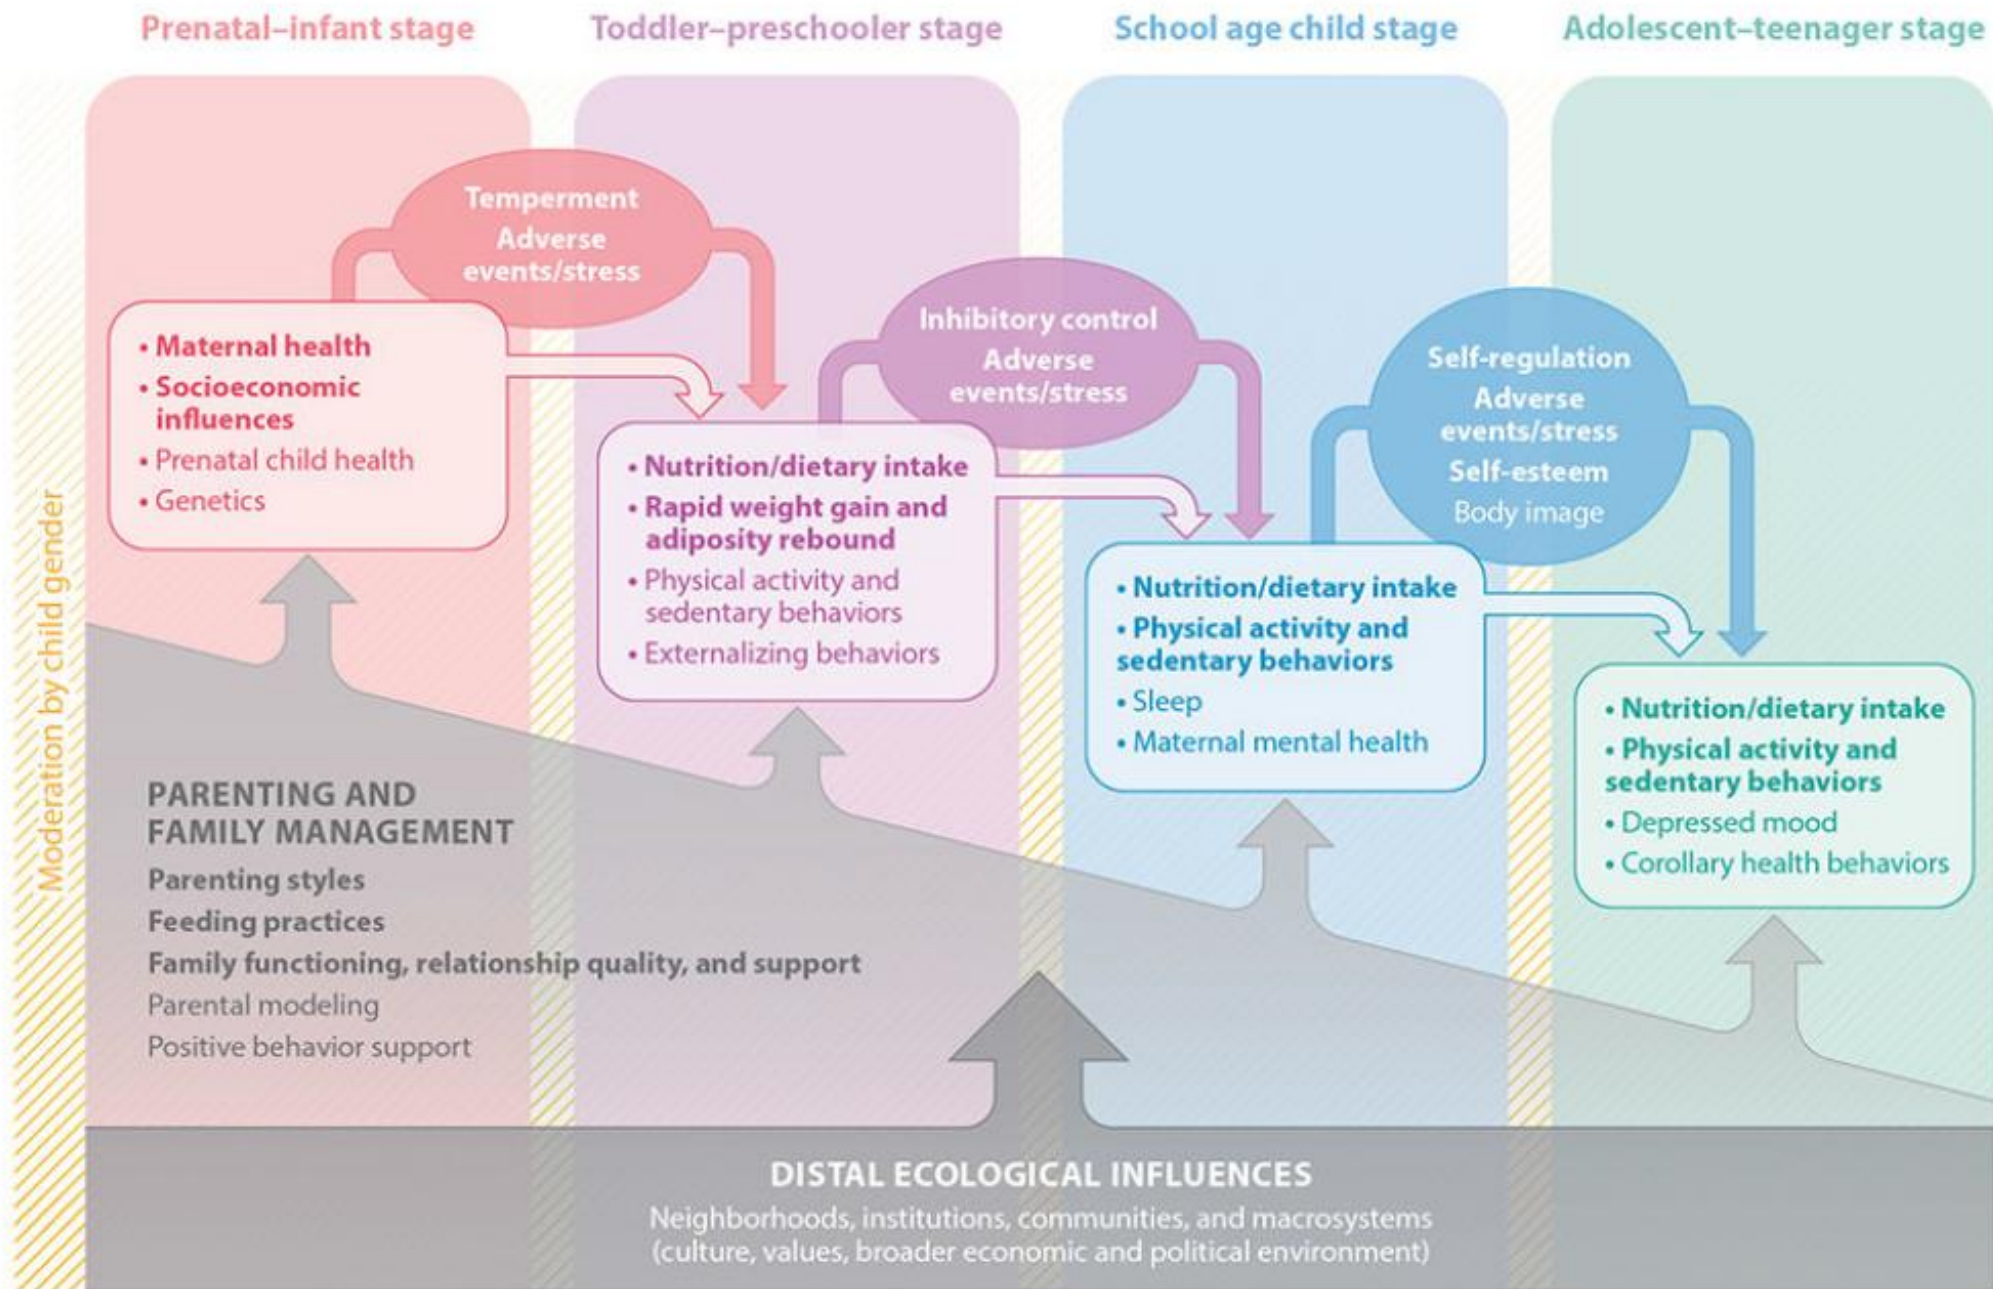 Prenatal–infant stage
Toddler–preschooler stage
School age child stage
Adolescent–teenager stage
Moderation by child gender
Temperment
Adverse
events/stress
• Maternal health
• Socioeconomic
influences
• Prenatal child health
• Genetics
Inhibitory control
Adverse
events/stress
• Nutrition/dietary intake
• Rapid weight gain and
adiposity rebound
• Physical activity and
sedentary behaviors
• Externalizing behaviors
Self-regulation
Adverse
events/stress
Self-esteem
Body image
• Nutrition/dietary intake
• Physical activity and
sedentary behaviors
• Sleep
• Maternal mental health
• Nutrition/dietary intake
• Physical activity and
sedentary behaviors
• Depressed mood
• Corollary health behaviors
PARENTING AND
FAMILY MANAGEMENT
Parenting styles
Feeding practices
Family functioning, relationship quality, and support
Parental modeling
Positive behavior support
DISTAL ECOLOGICAL INFLUENCES
Neighborhoods, institutions, communities, and macrosystems
(culture, values, broader economic and political environment)